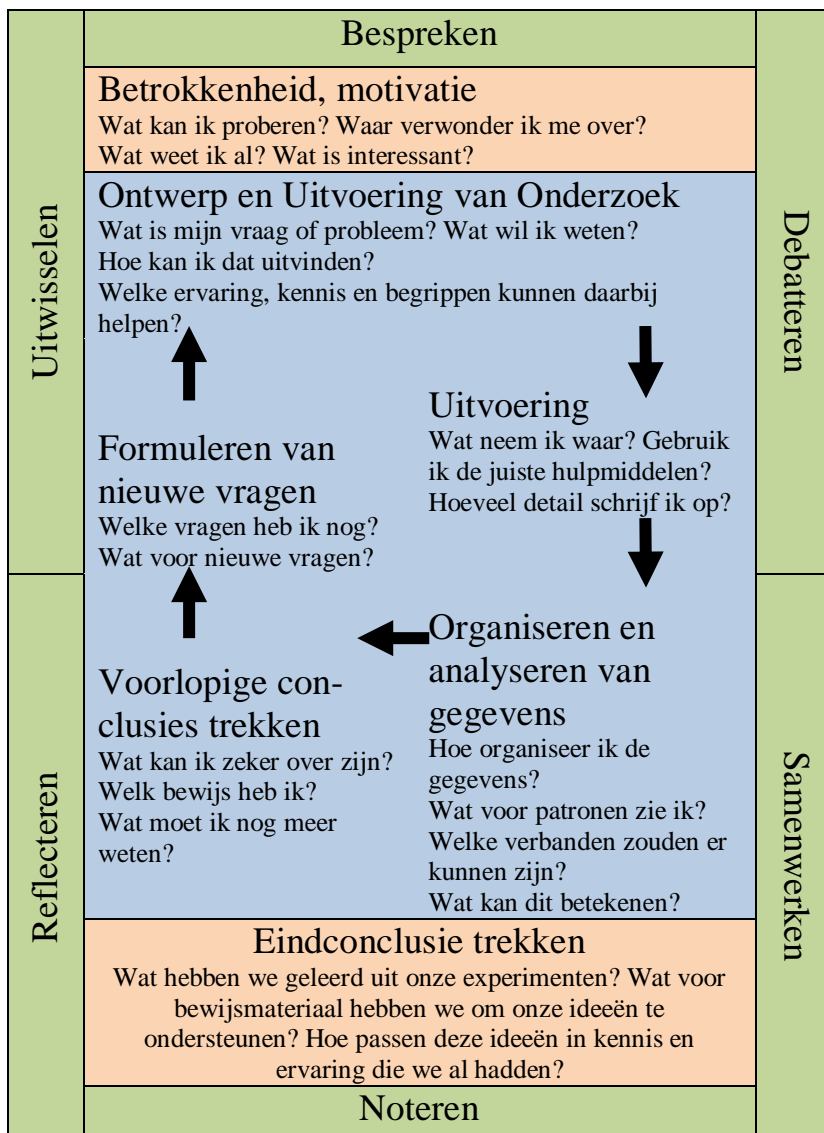 Bespreken
Betrokkenheid, motivatie
Wat kan ik proberen? Waar verwonder ik me over?
Wat weet ik al? Wat is interessant?
Uitwisselen
Debatteren
Ontwerp en Uitvoering van Onderzoek
Wat is mijn vraag of probleem? Wat wil ik weten?
Hoe kan ik dat uitvinden?
Welke ervaring, kennis en begrippen kunnen daarbij
helpen?
Uitvoering
Wat neem ik waar? Gebruik
ik de juiste hulpmiddelen?
Hoeveel detail schrijf ik op?
Organiseren en
analyseren van
gegevens
Hoe organiseer ik de
gegevens?
Wat voor patronen zie ik?
Welke verbanden zouden er
kunnen zijn?
Wat kan dit betekenen?
Voorlopige con-
clusies trekken
Wat kan ik zeker over zijn?
Welk bewijs heb ik?
Wat moet ik nog meer
weten?
Formuleren van
nieuwe vragen
Welke vragen heb ik nog?
Wat voor nieuwe vragen?
Reflecteren
Samenwerken
Eindconclusie trekken
Wat hebben we geleerd uit onze experimenten? Wat voor
bewijsmateriaal hebben we om onze ideeën te
ondersteunen? Hoe passen deze ideeën in kennis en
ervaring die we al hadden?
Noteren